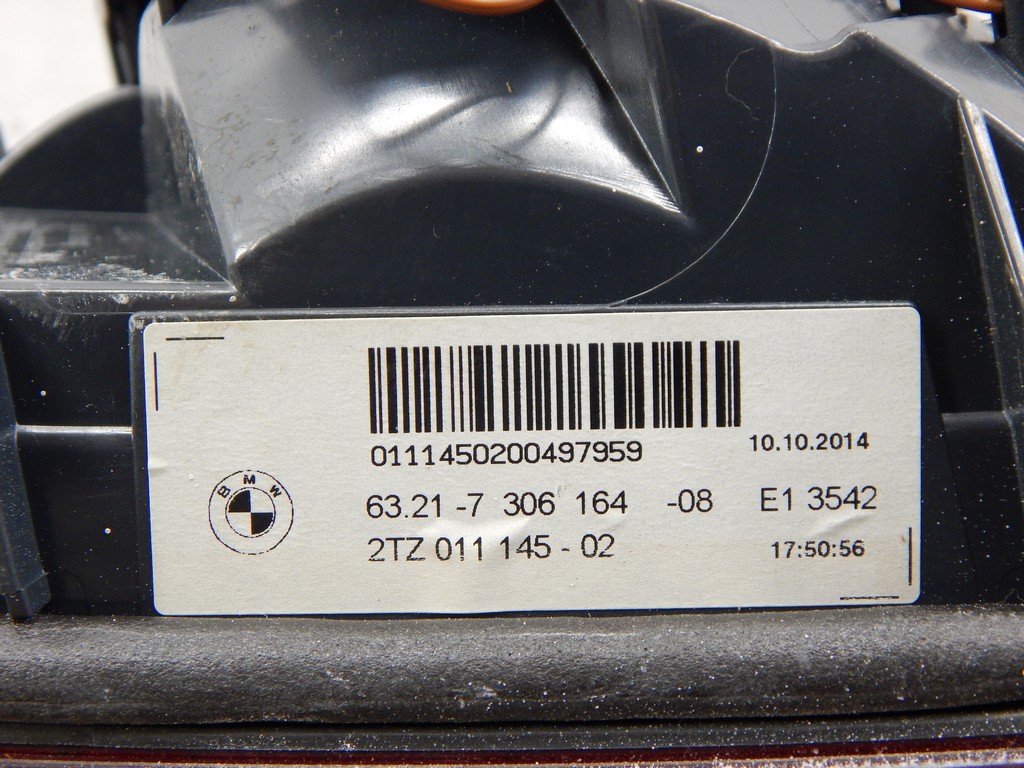 0111450200497959
10.10.2014
BMW
63.21 -7 306 164 -08 E1 3542
2TZ 011 145 - 02
17:50:56